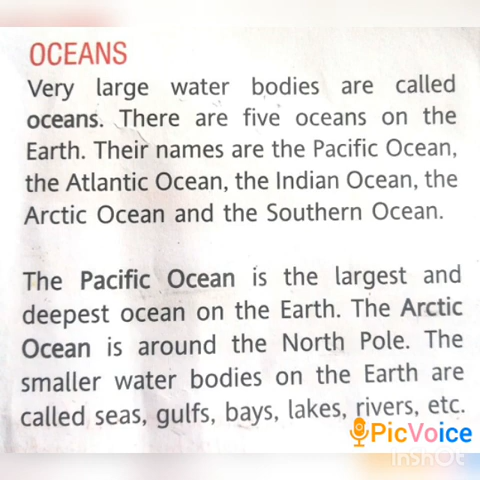 OCEANS
Very large water bodies are called
oceans. There are five oceans on the
Earth. Their names are the Pacific Ocean,
the Atlantic Ocean, the Indian Ocean, the
Arctic Ocean and the Southern Ocean.
The Pacific Ocean is the largest and
deepest ocean on the Earth. The Arctic
Ocean is around the North Pole. The
smaller water bodies on the Earth are
called seas, gulfs, bays, lakes, rivers, etc.
PicVoice
InShOt